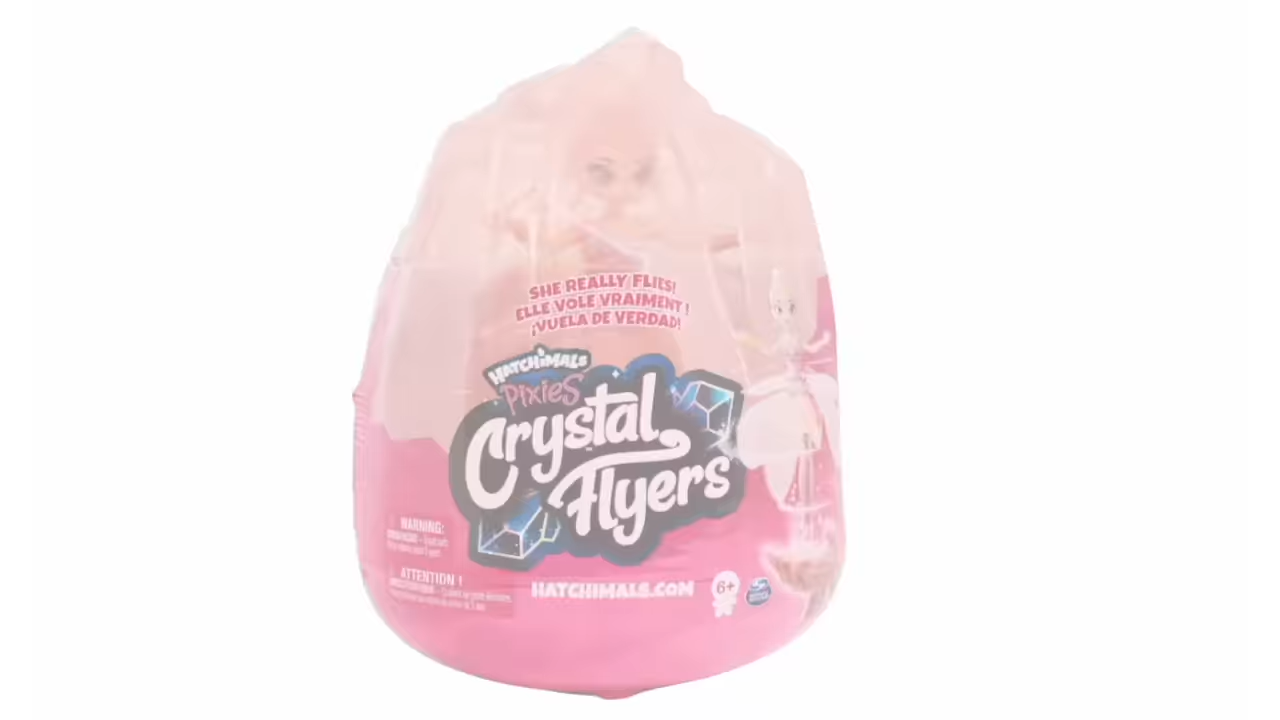 SHE REALLY FLIES!
ELLE VOLE VRAIMENT !
¡VUELA DE VERDAD!
HATCHiMALS
PiXiES
Crystal
Flyers
WARNING:
ATTENTION !
HATCHIMALS.COM
6+